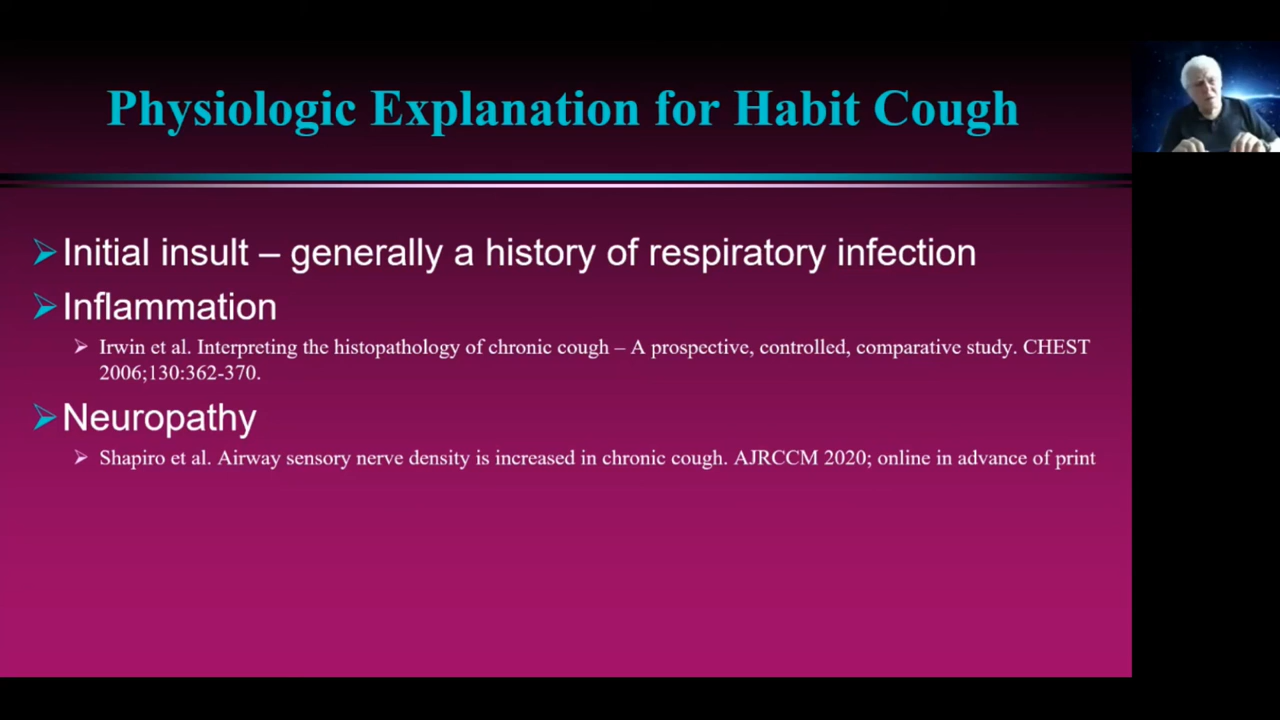 Physiologic Explanation for Habit Cough
Initial insult – generally a history of respiratory infection
Inflammation
Irwin et al. Interpreting the histopathology of chronic cough – A prospective, controlled, comparative study. CHEST
2006;130:362-370.
Neuropathy
Shapiro et al. Airway sensory nerve density is increased in chronic cough. AJRCCM 2020; online in advance of print